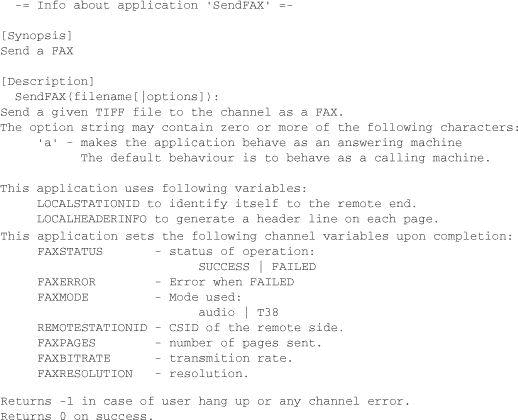 -= Info about application 'SendFAX' =-
[Synopsis]
Send a FAX
[Description]
SendFAX(filename[|options]):
Send a given TIFF file to the channel as a FAX.
The option string may contain zero or more of the following characters:
'a' - makes the application behave as an answering machine
The default behaviour is to behave as a calling machine.
This application uses following variables:
LOCALSTATIONID to identify itself to the remote end.
LOCALHEADERINFO to generate a header line on each page.
This application sets the following channel variables upon completion:
FAXSTATUS - status of operation:
SUCCESS | FAILED
FAXERROR - Error when FAILED
FAXMODE - Mode used:
audio | T38
REMOTESTATIONID - CSID of the remote side.
FAXPAGES - number of pages sent.
FAXBITRATE - transmition rate.
FAXRESOLUTION - resolution.
Returns -1 in case of user hang up or any channel error.
Returns 0 on success.